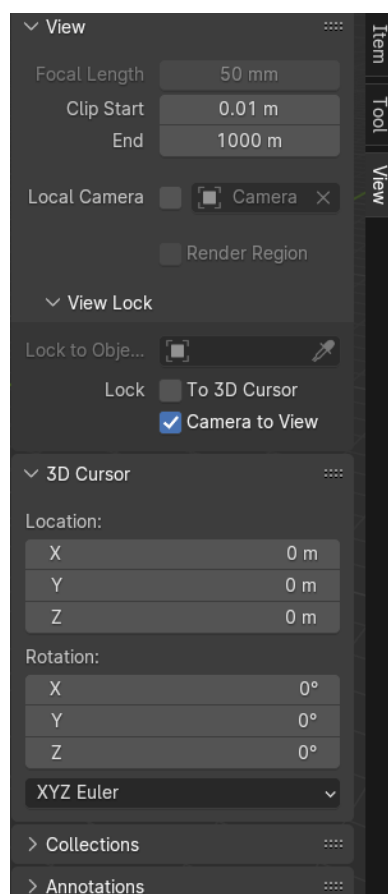 View
Focal Length 50 mm
Clip Start 0.01 m
End 1000 m
Local Camera Camera
Render Region
View Lock
Lock to Obje...
Lock To 3D Cursor
Camera to View
3D Cursor
Location:
X 0 m
Y 0 m
Z 0 m
Rotation:
X 0°
Y 0°
Z 0°
XYZ Euler
Collections
Annotations
Item
Tool
View